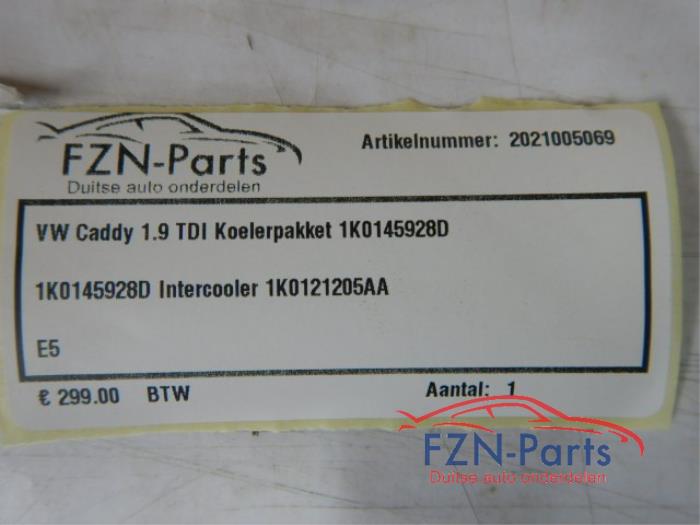 FZN-Parts
Duitse auto onderdelen
Artikelnummer: 2021005069
VW Caddy 1.9 TDI Koelerpakket 1K0145928D
1K0145928D Intercooler 1K0121205AA
E5
€ 299.00 BTW
Aantal: 1
FZN-Parts
Duitse auto onderdelen